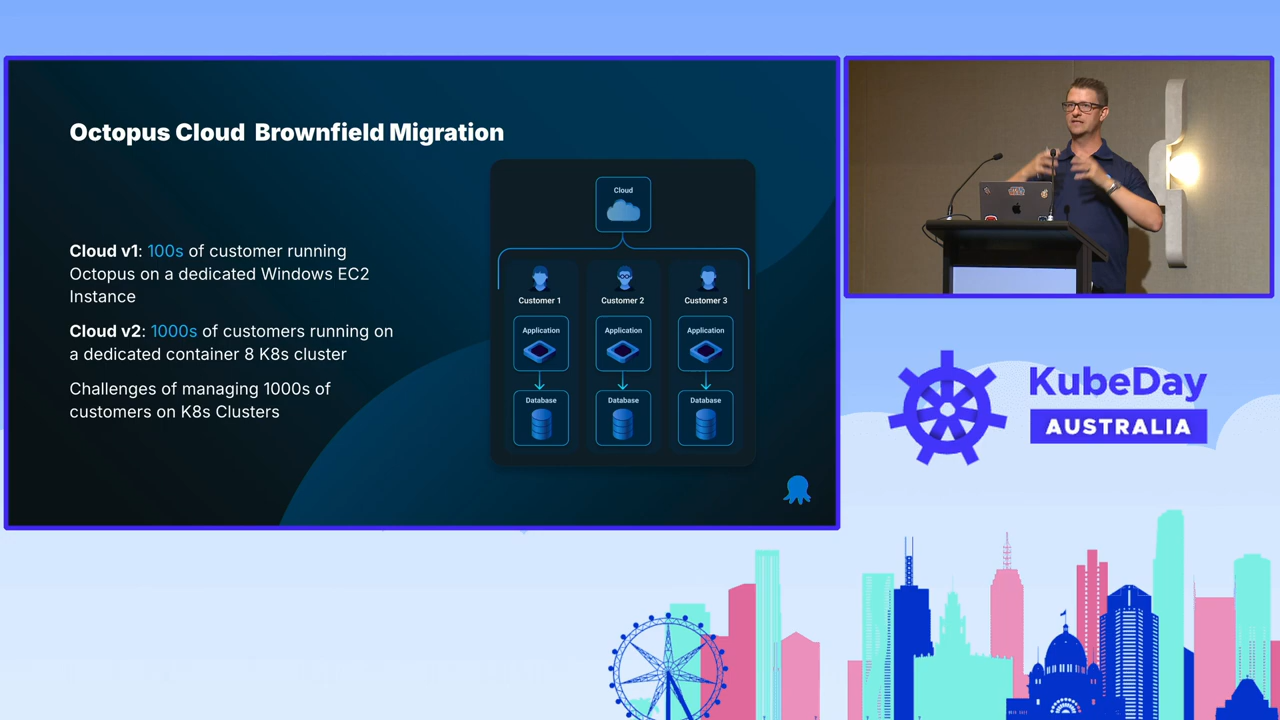 Octopus Cloud Brownfield Migration
Cloud v1: 100s of customer running
Octopus on a dedicated Windows EC2
Instance
Cloud v2: 1000s of customers running on
a dedicated container 8 K8s cluster
Challenges of managing 1000s of
customers on K8s Clusters
Cloud
Customer 1
Customer 2
Customer 3
Application
Application
Application
Database
Database
Database
KubeDay
AUSTRALIA